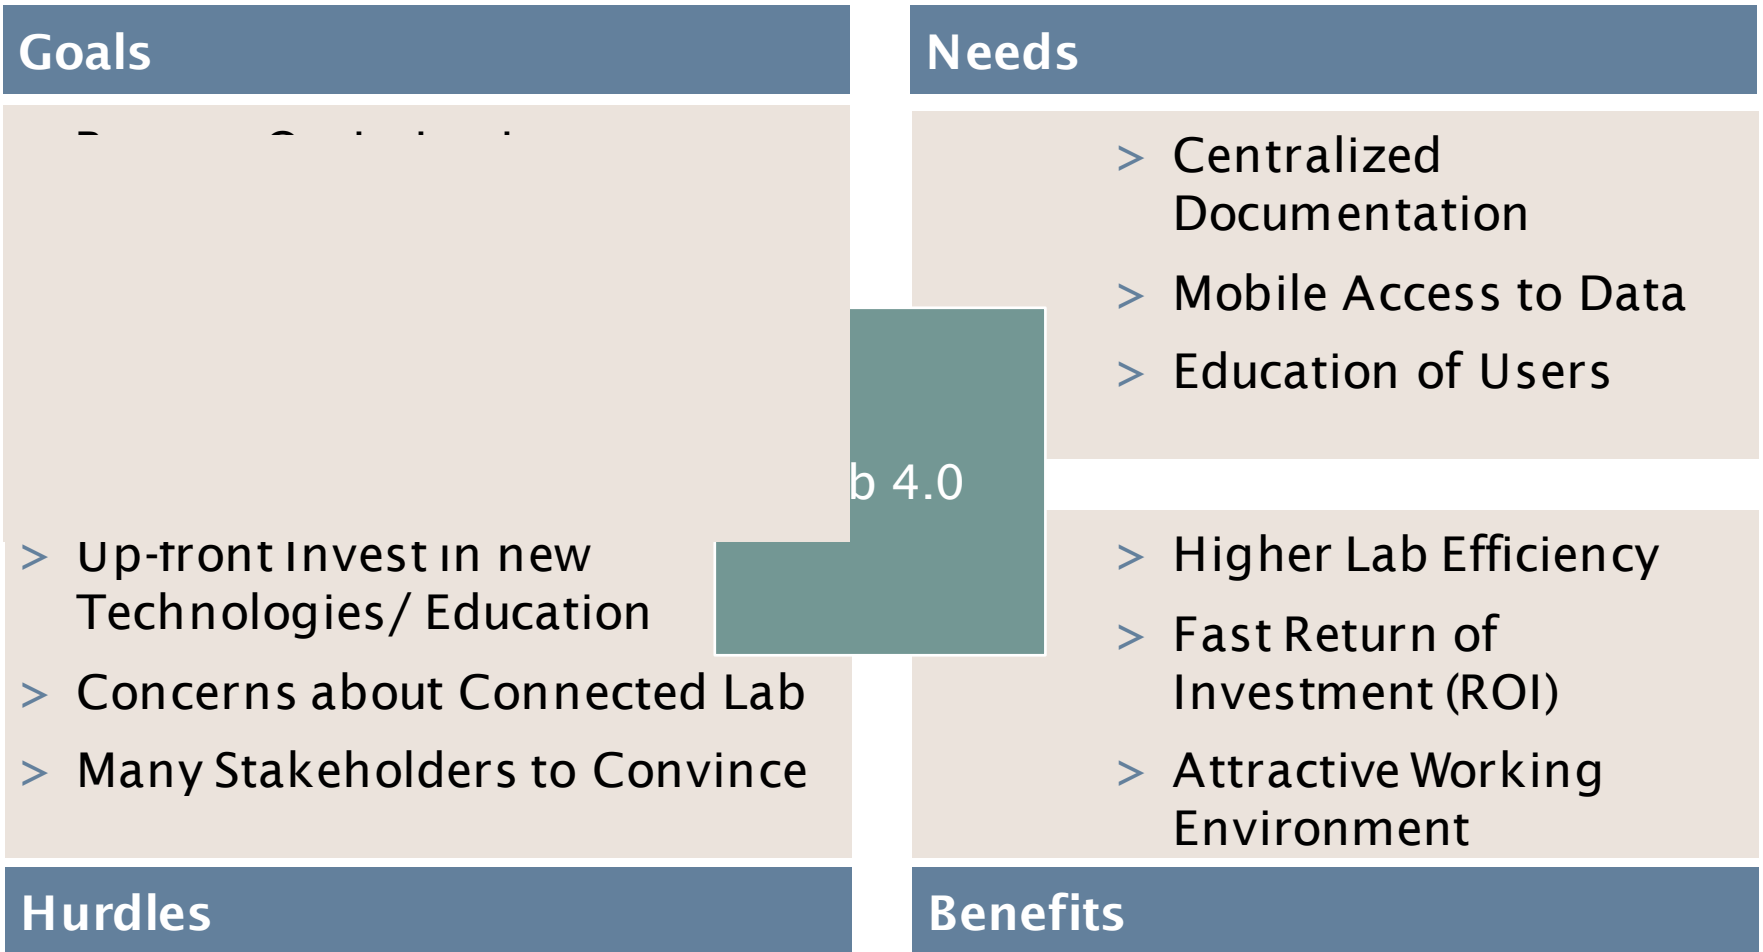 Goals
Needs
> Centralized
Documentation
> Mobile Access to Data
> Education of Users
b 4.0
> Up-front Invest in new
Technologies/ Education
> Concerns about Connected Lab
> Many Stakeholders to Convince
Hurdles
> Higher Lab Efficiency
> Fast Return of
Investment (ROI)
> Attractive Working
Environment
Benefits